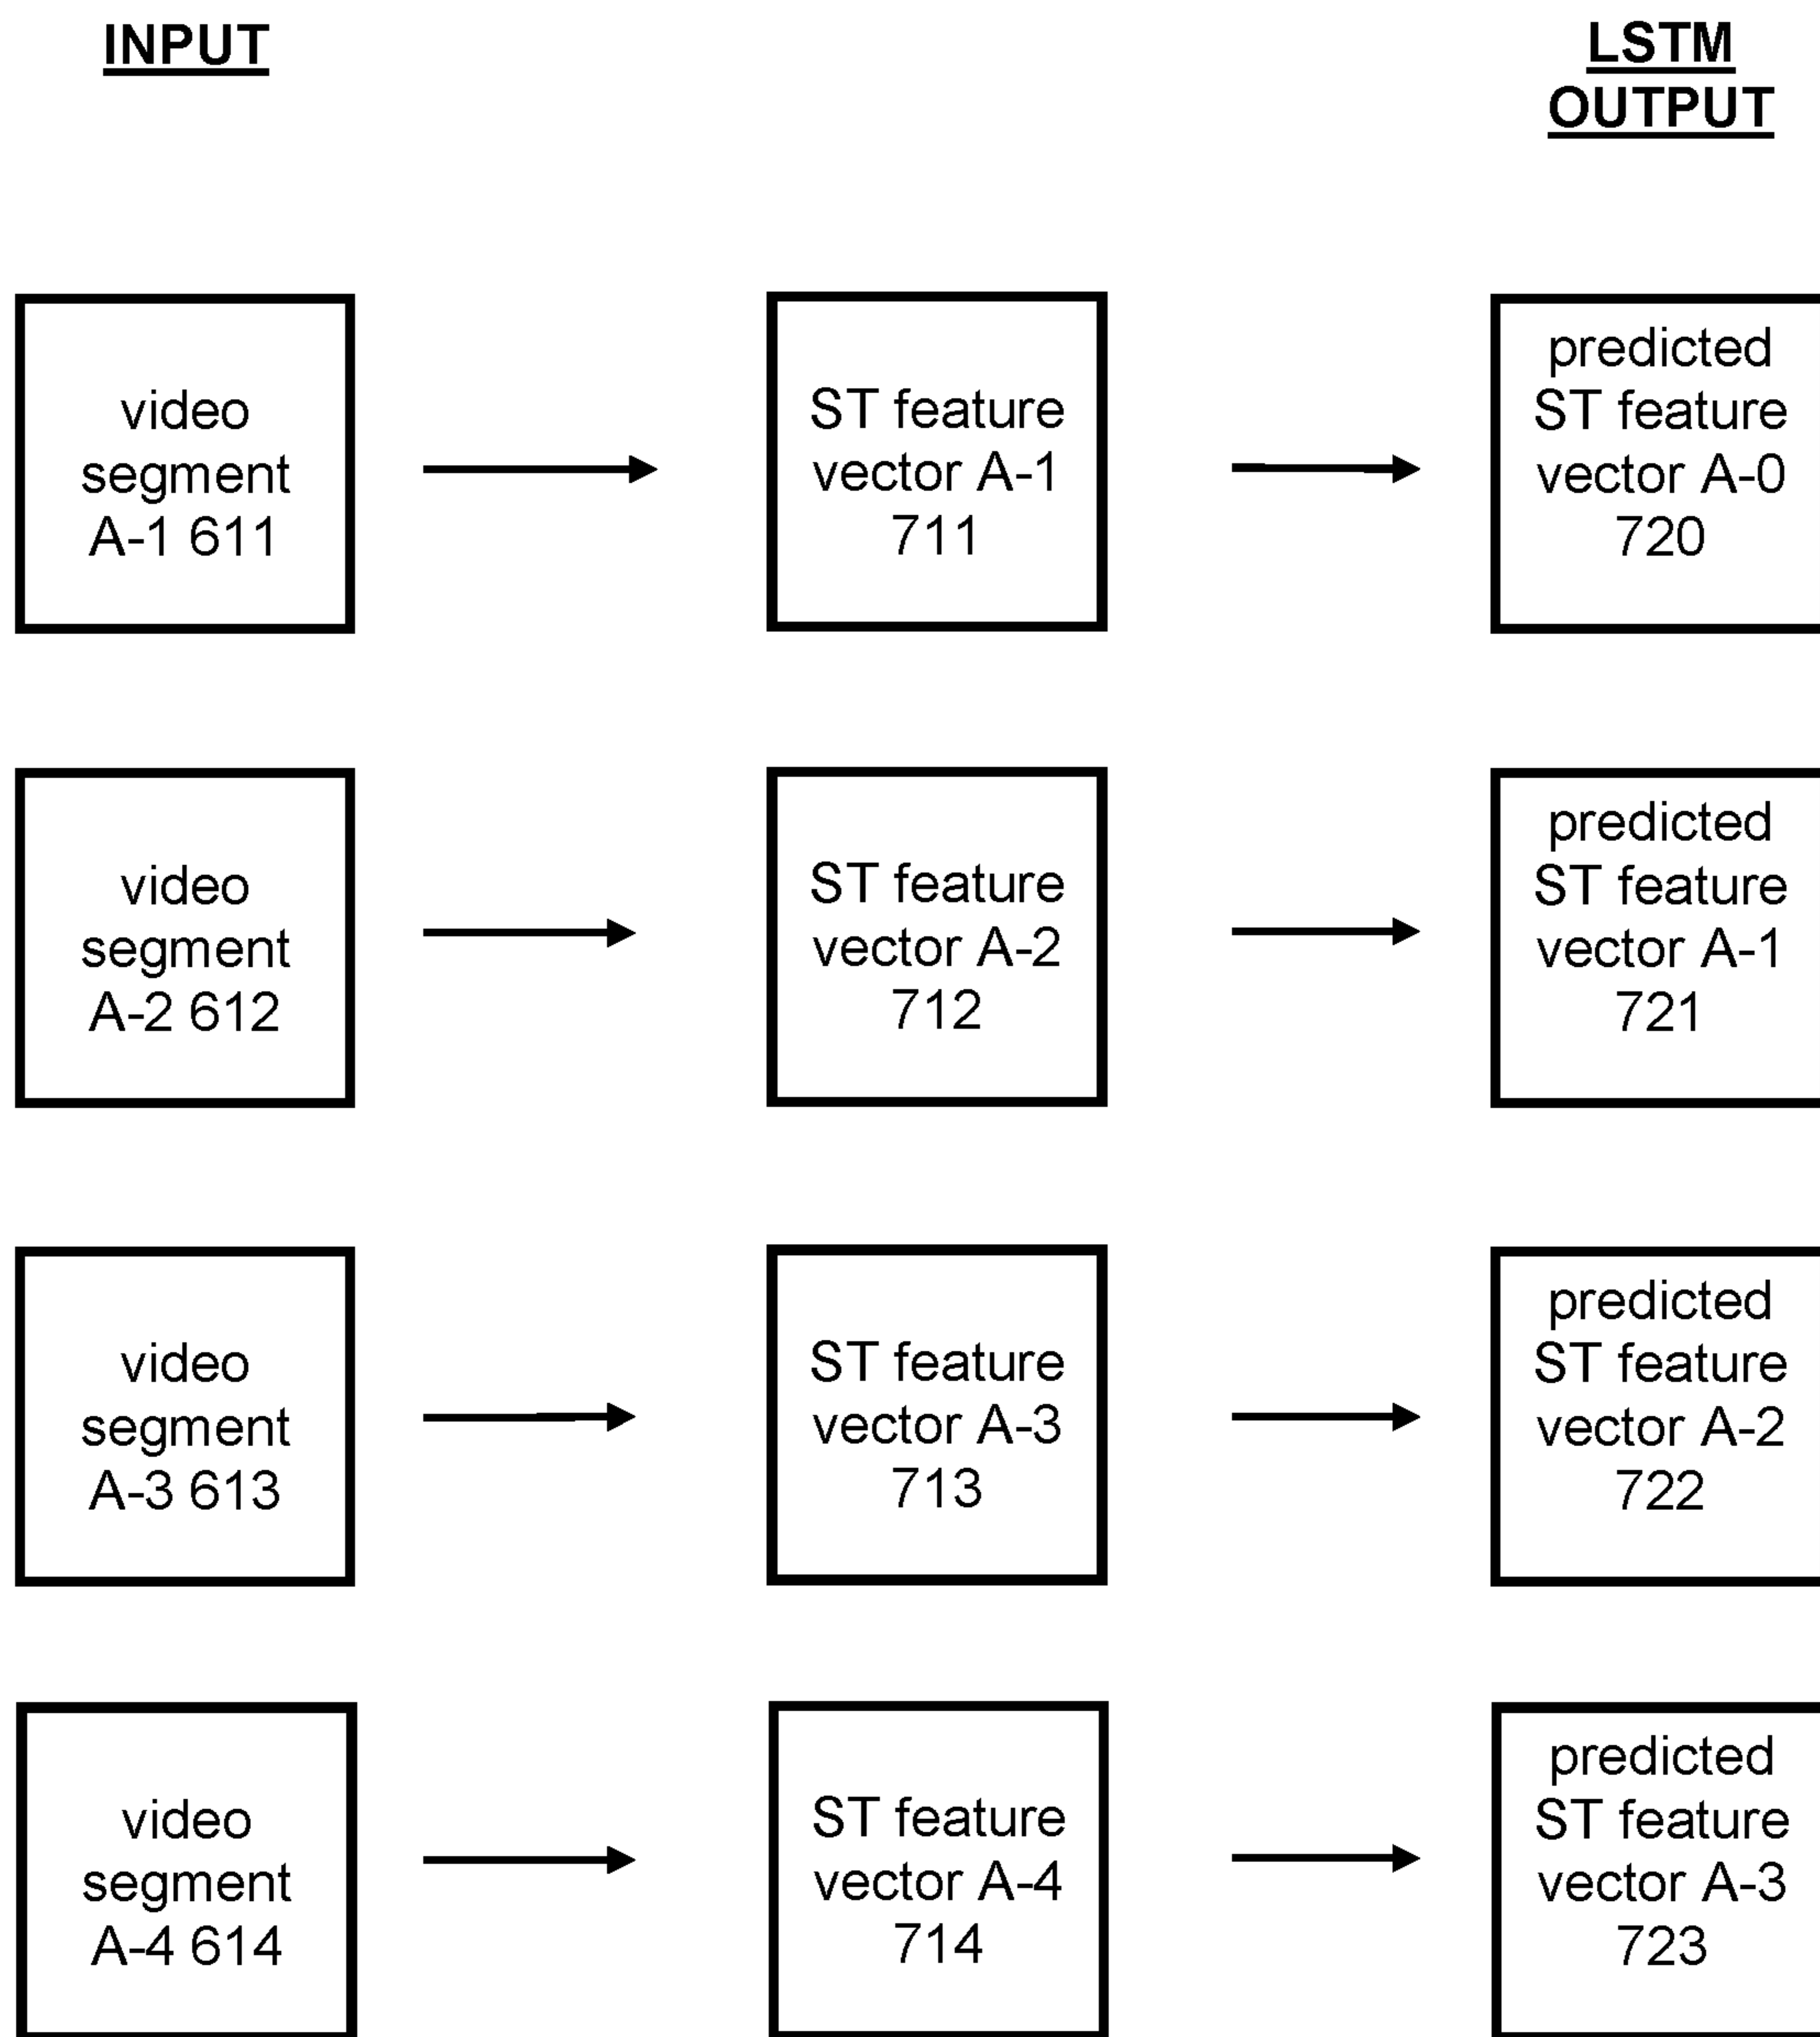 INPUT
LSTM
OUTPUT
video
segment
A-1 611
ST feature
vector A-1
711
predicted
ST feature
vector A-0
720
video
segment
A-2 612
ST feature
vector A-2
712
predicted
ST feature
vector A-1
721
video
segment
A-3 613
ST feature
vector A-3
713
predicted
ST feature
vector A-2
722
video
segment
A-4 614
ST feature
vector A-4
714
predicted
ST feature
vector A-3
723